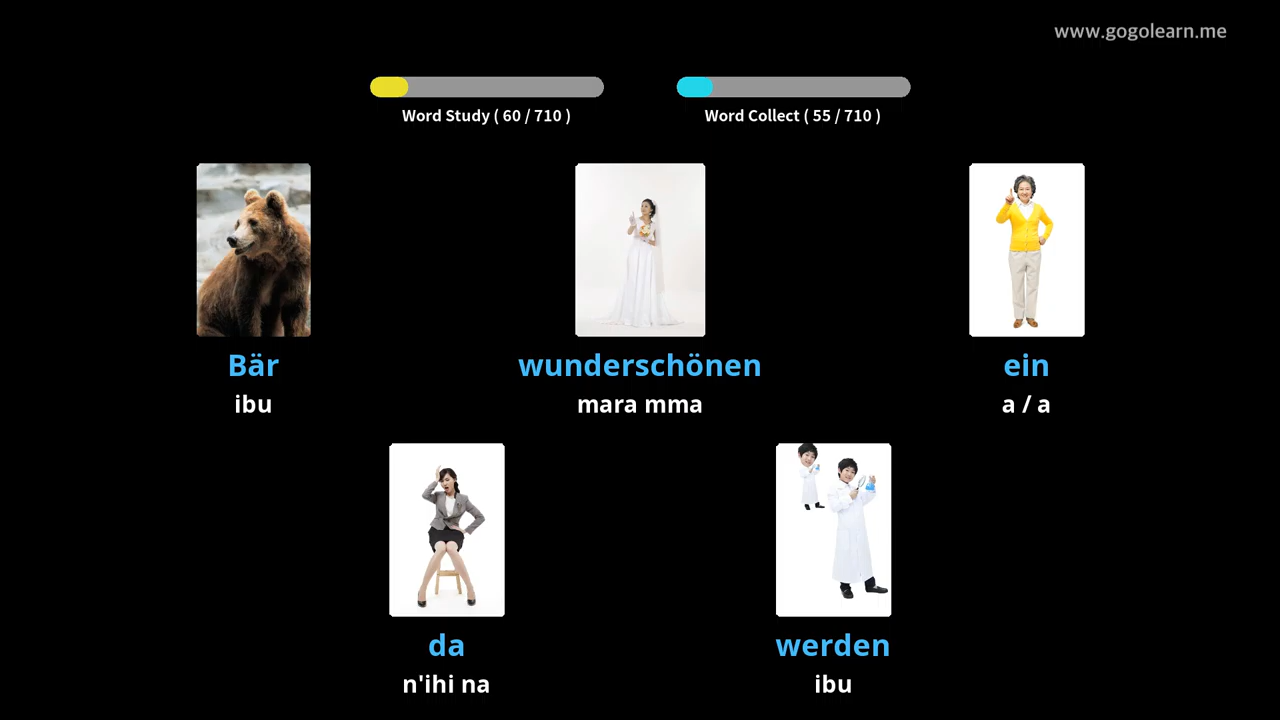 www.gogolearn.me
Word Study ( 60 / 710 )
Word Collect ( 55 / 710 )
Bär
ibu
wunderschönen
mara mma
ein
a / a
da
n'ihi na
werden
ibu